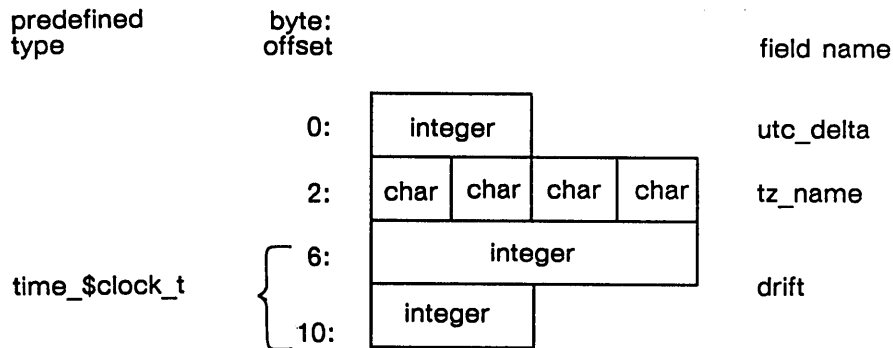 predefined byte:
type offset field name
0: integer utc_delta
2: char char char char tz_name
6: integer
time_$clock_t drift
integer
10: